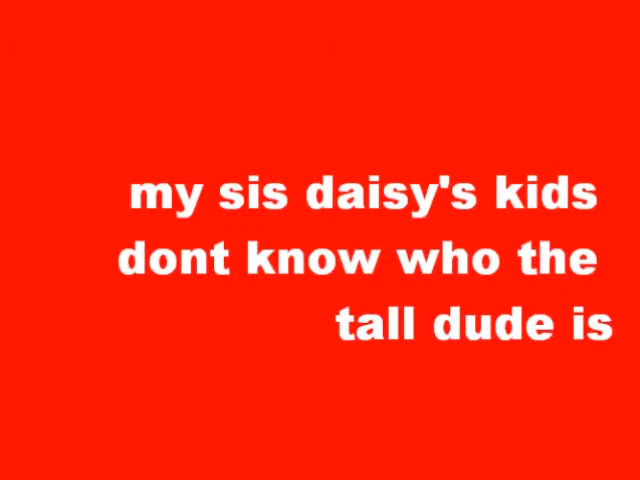 my sis daisy's kids
dont know who the
tall dude is